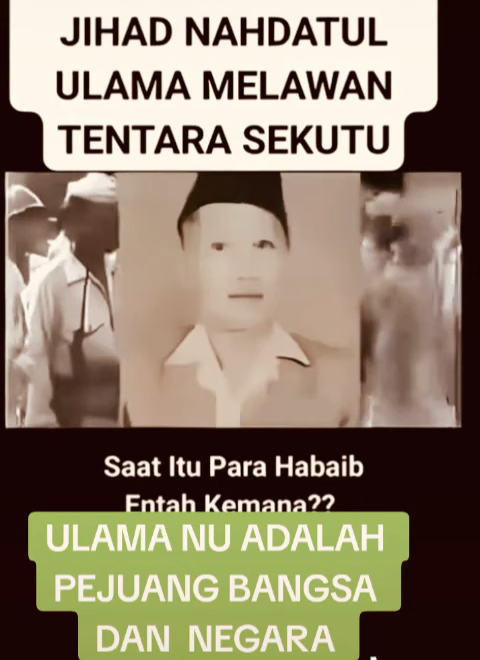 JIHAD NAHDATUL
ULAMA MELAWAN
TENTARA SEKUTU
Saat Itu Para Habaib
Entah Kemana??
ULAMA NU ADALAH
PEJUANG BANGSA
DAN NEGARA